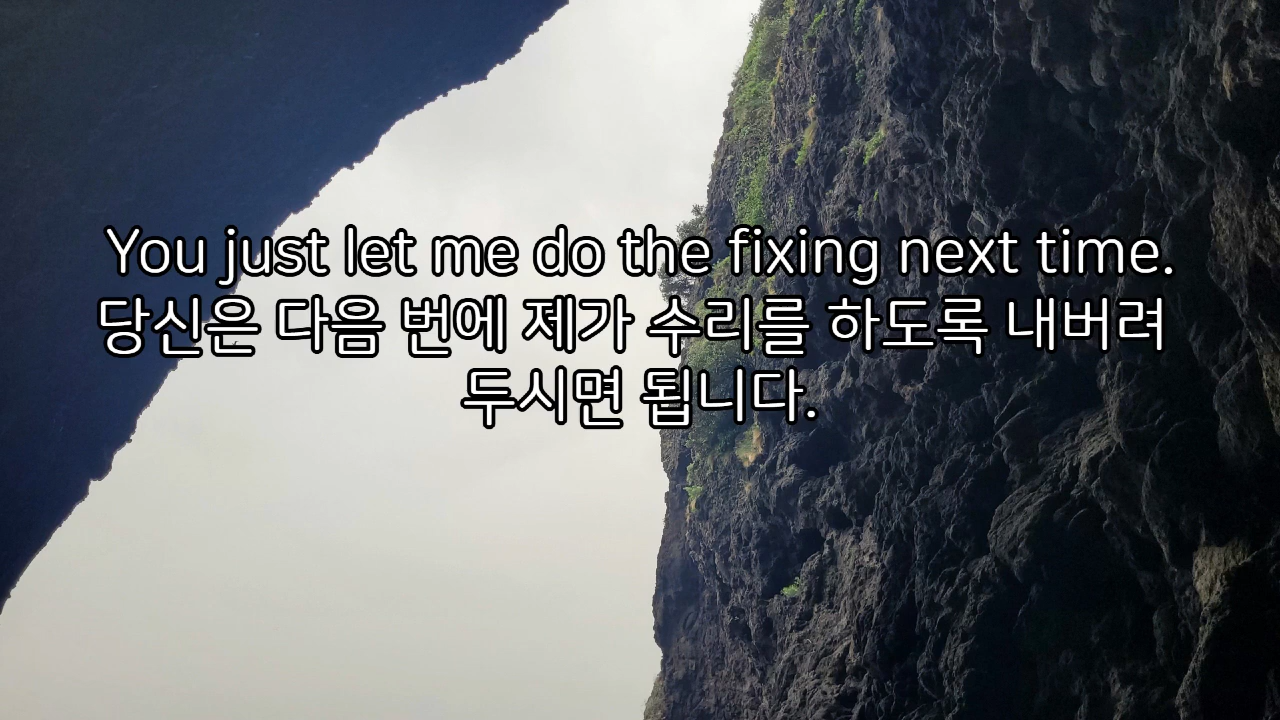 You just let me do the fixing next time.
당신은 다음 번에 제가 수리를 하도록 내버려
두시면 됩니다.